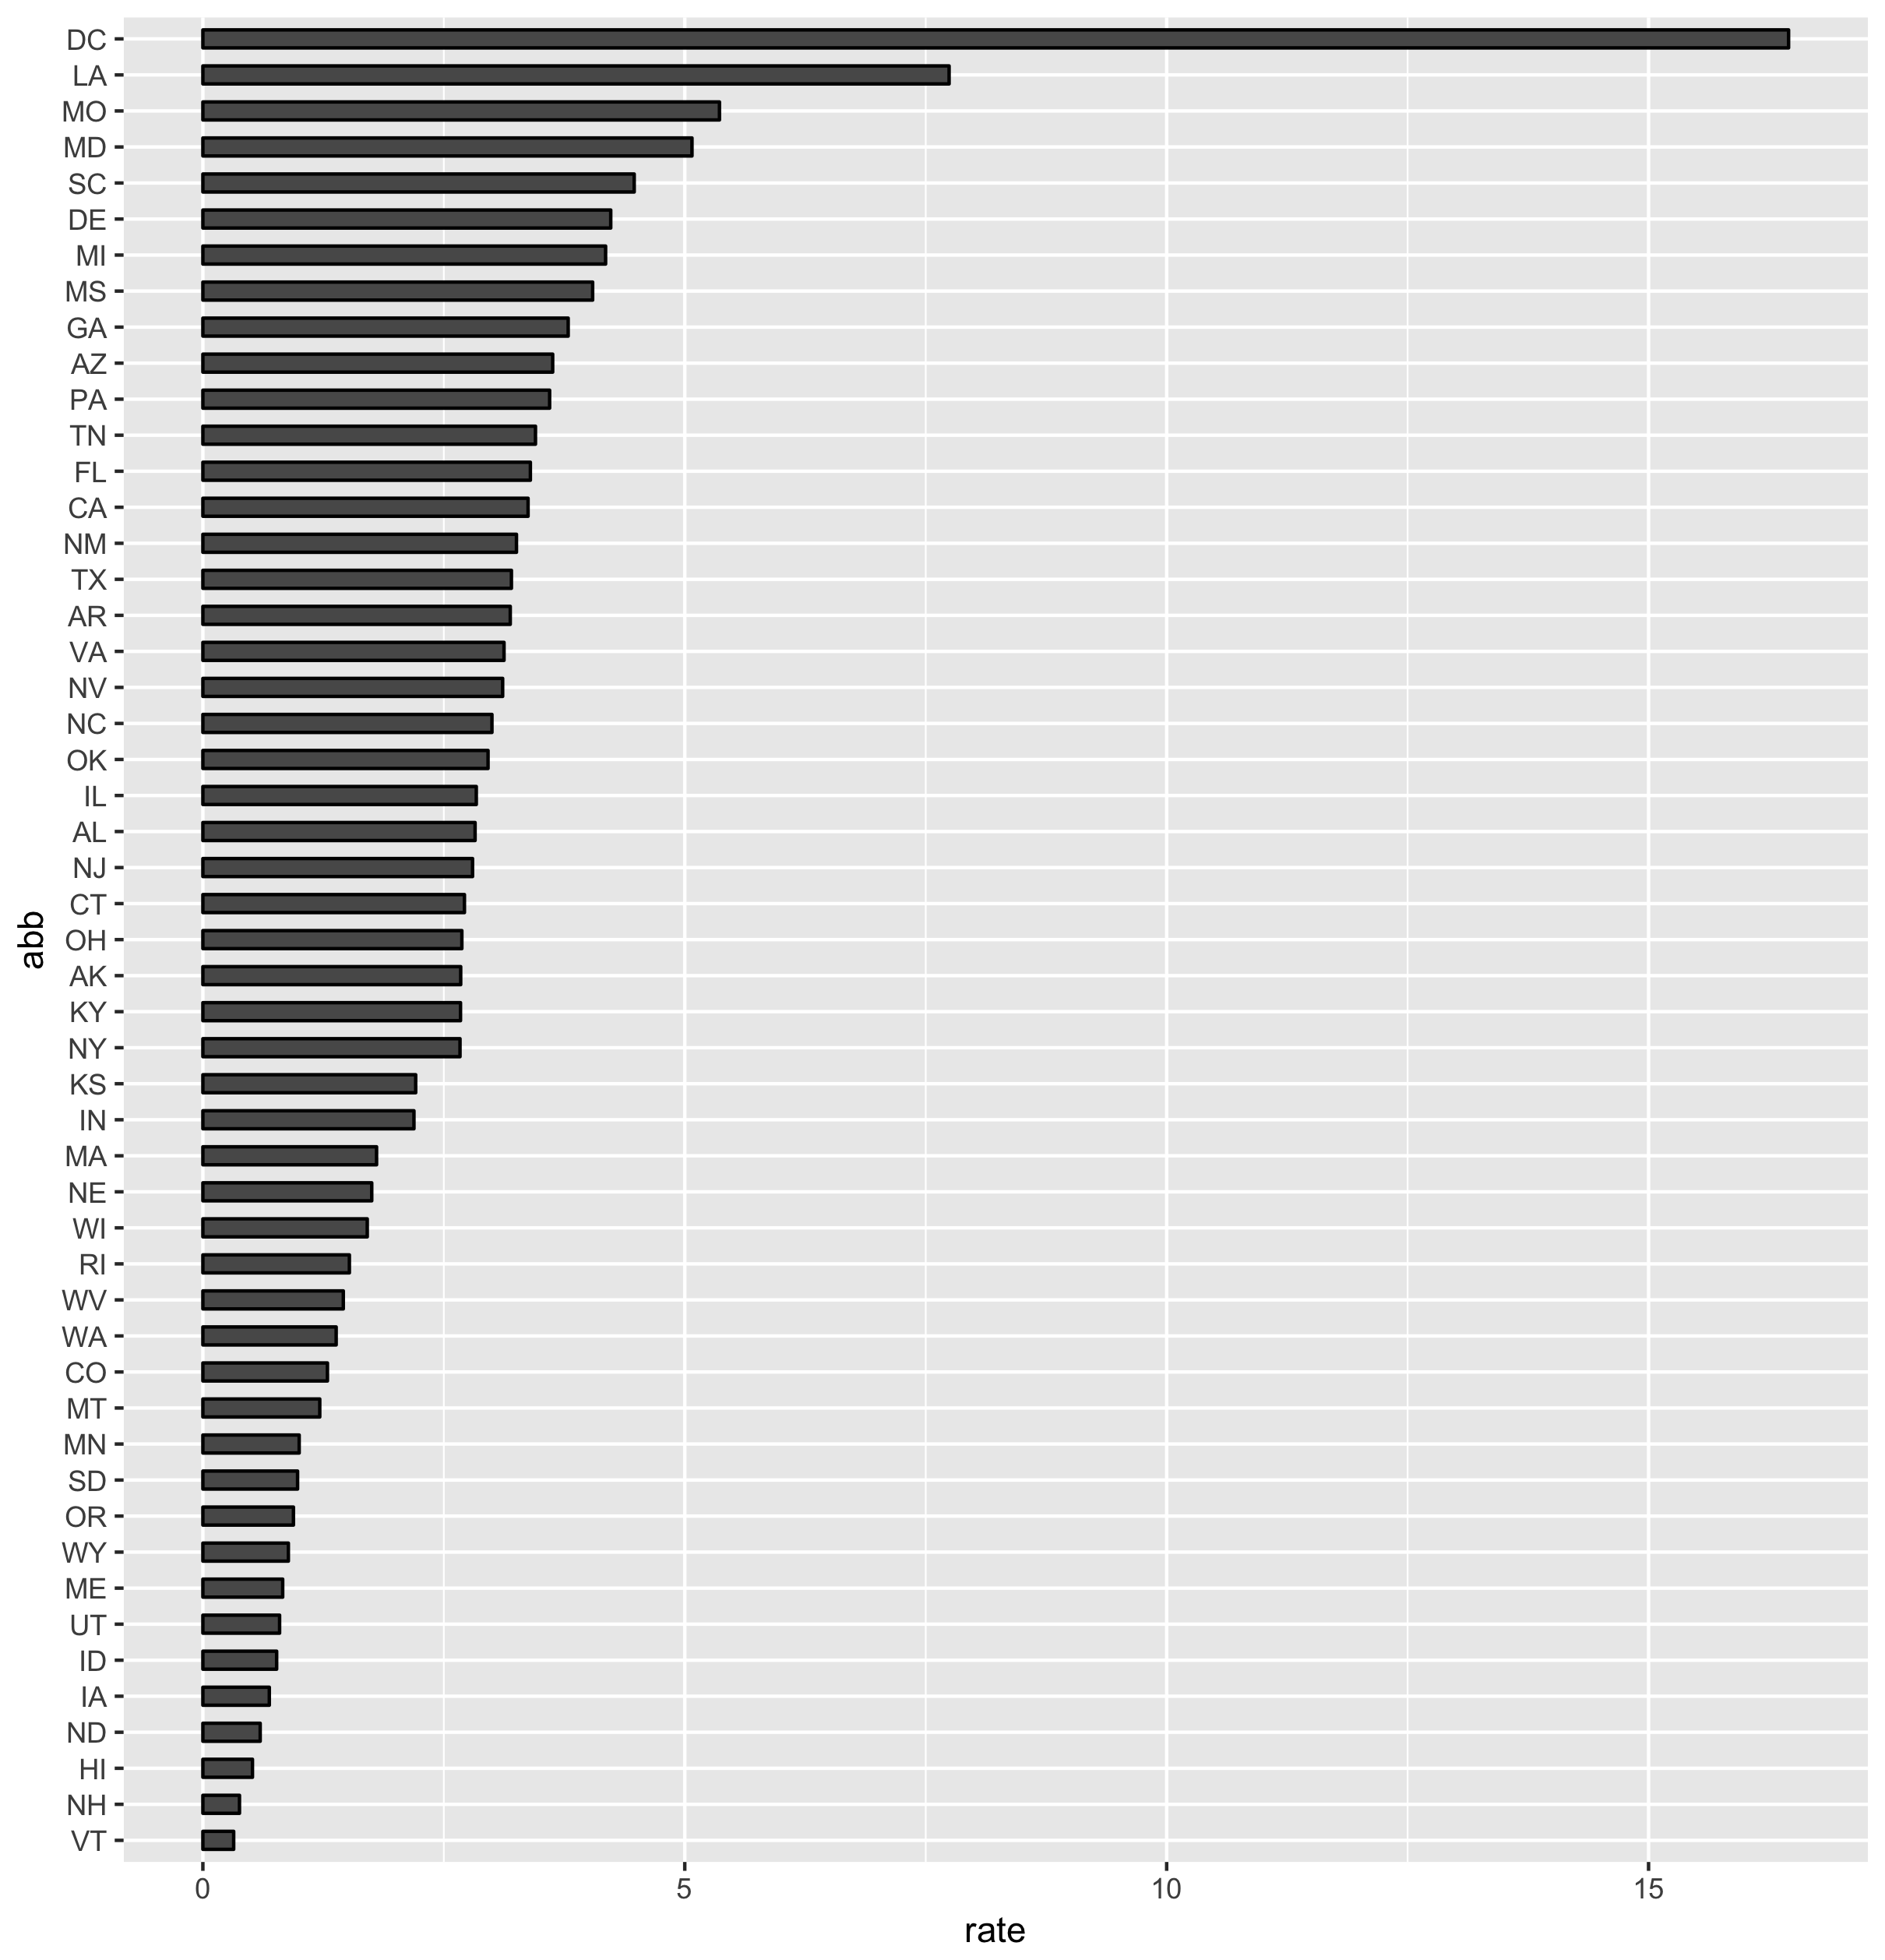 DC
LA
MO
MD
SC
DE
MI
MS
GA
AZ
PA
TN
FL
CA
NM
TX
AR
VA
NV
NC
OK
IL
AL
NJ
CT
OH
AK
KY
NY
KS
IN
MA
NE
WI
RI
WV
WA
CO
MT
MN
SD
OR
WY
ME
UT
ID
IA
ND
HI
NH
VT
abb
0 5 10 15
rate